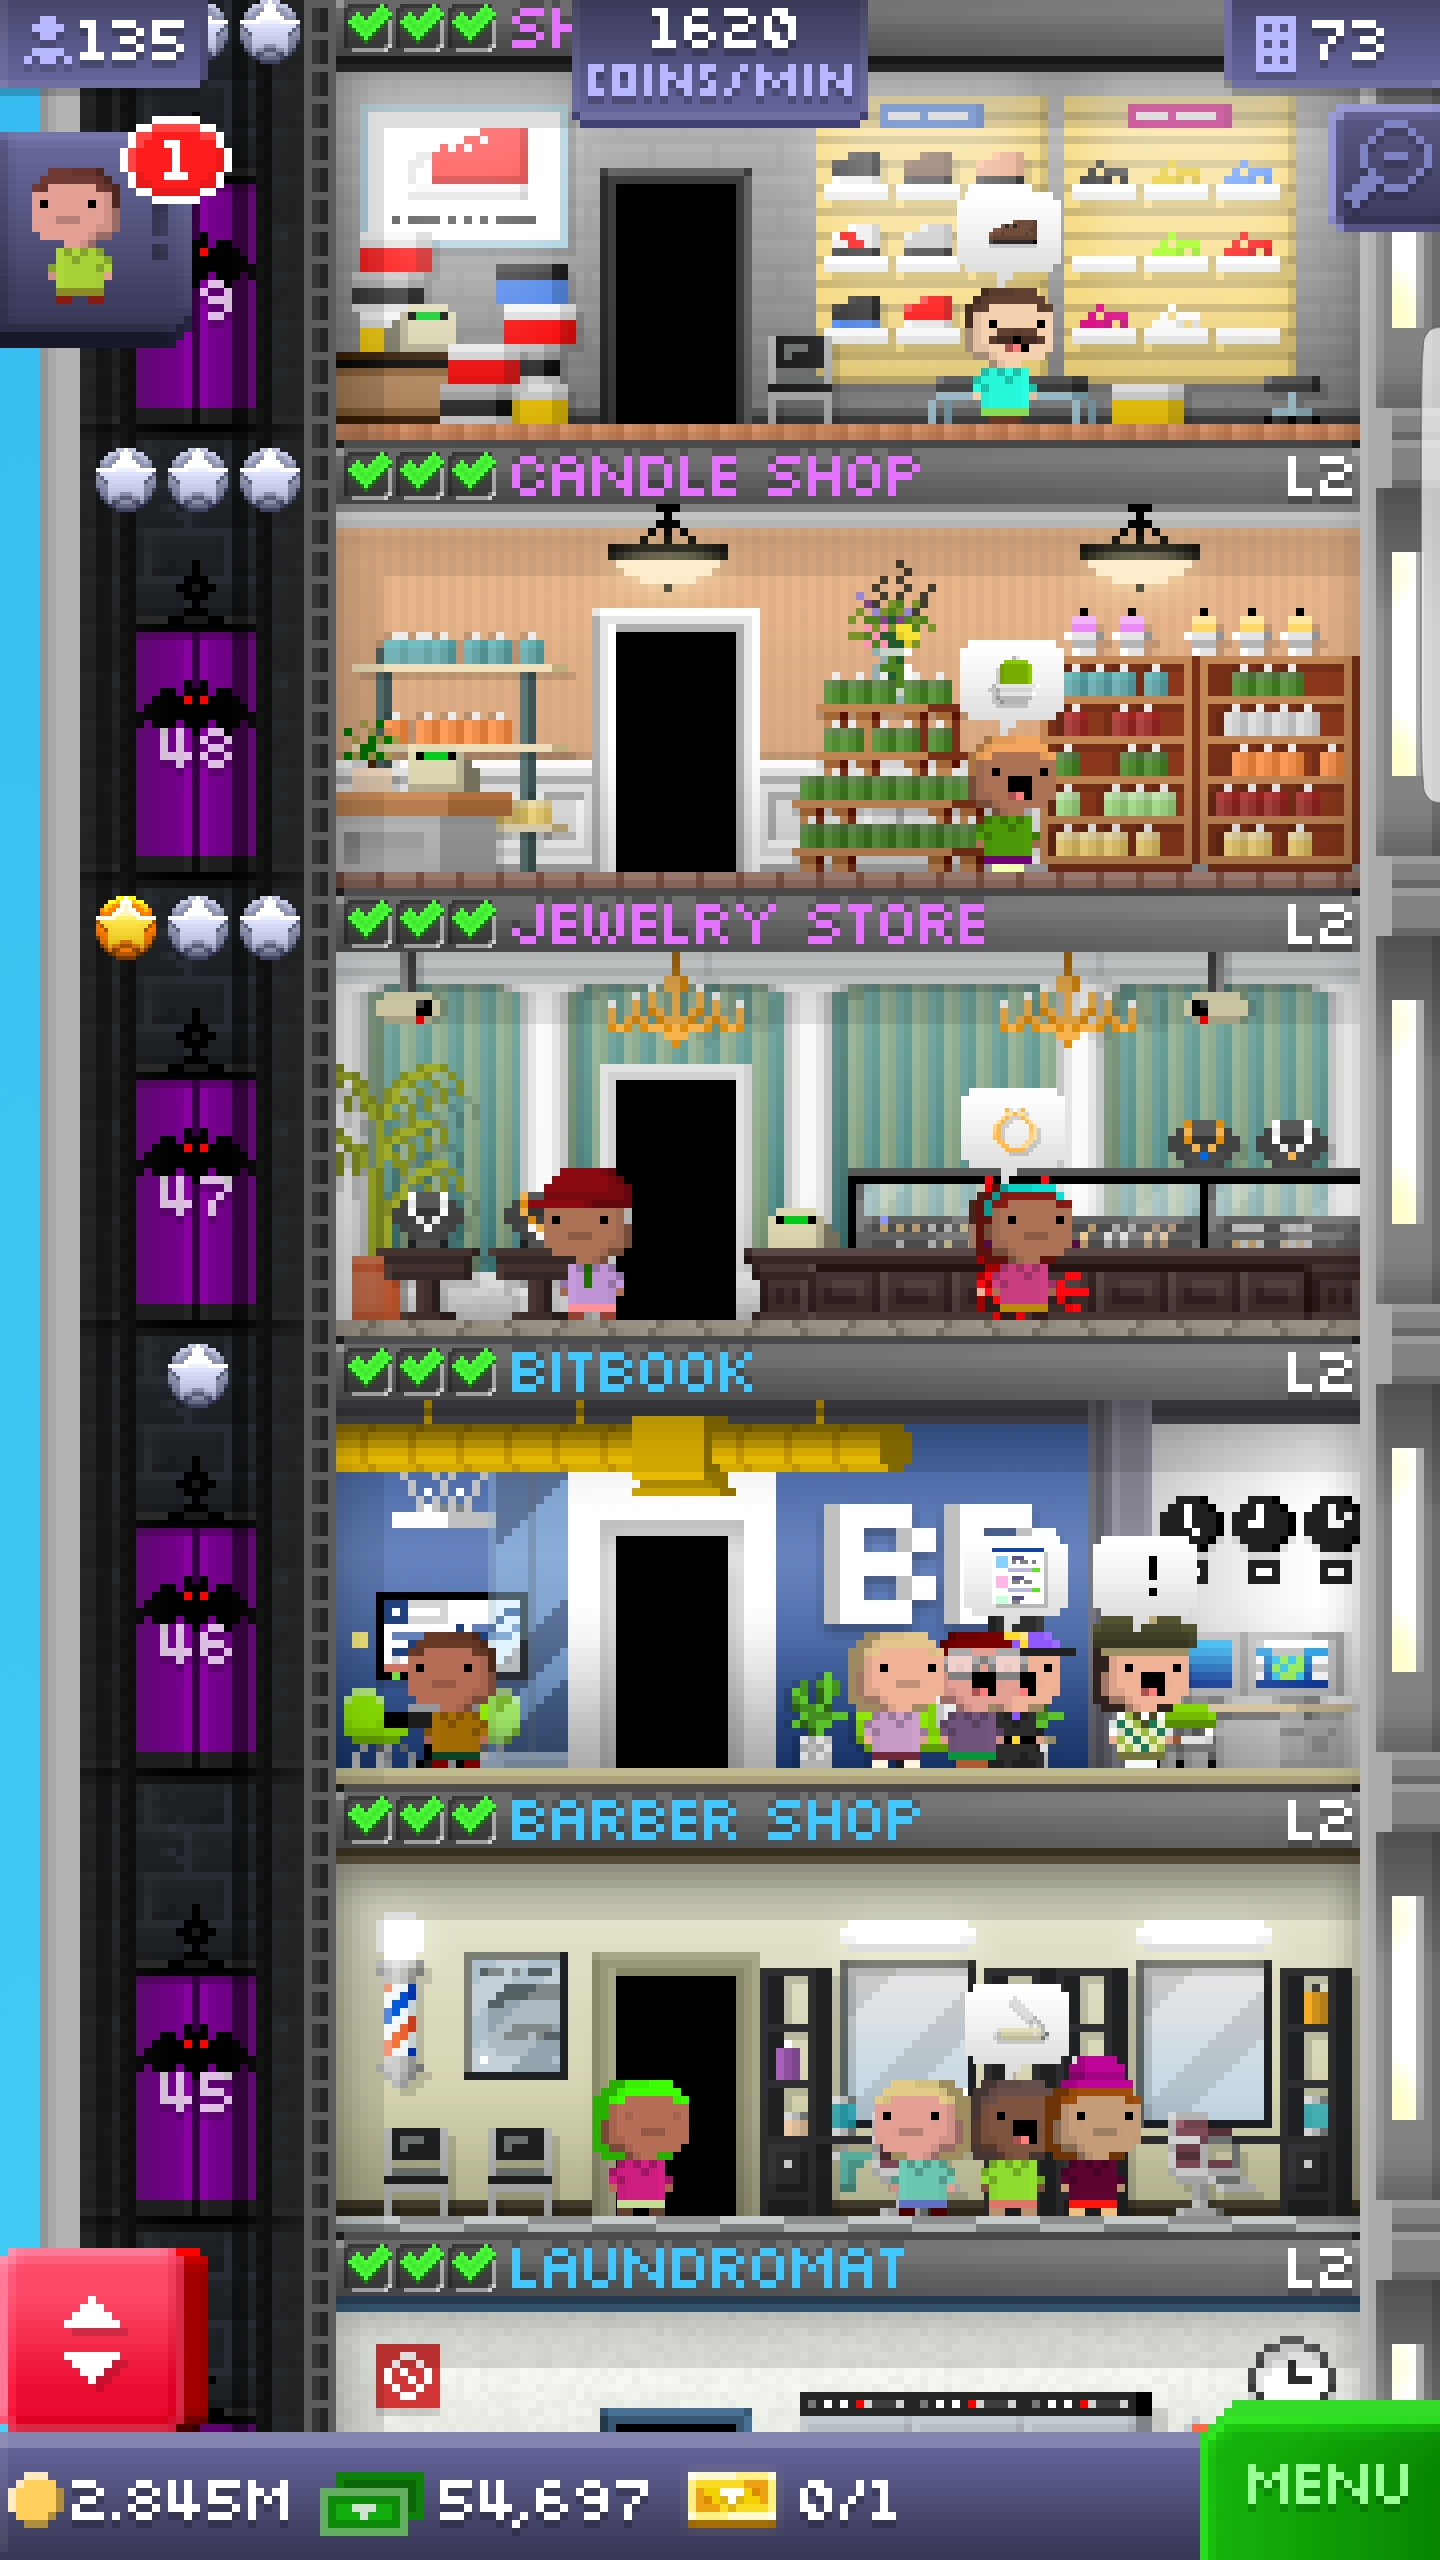 135
1620
COINS/MIN
73
1
SH
9
CANDLE SHOP
L2
48
JEWELRY STORE
L2
47
BITBOOK
L2
B
!
46
BARBER SHOP
L2
45
LAUNDROMAT
L2
2.845M
54,697
0/1
MENU